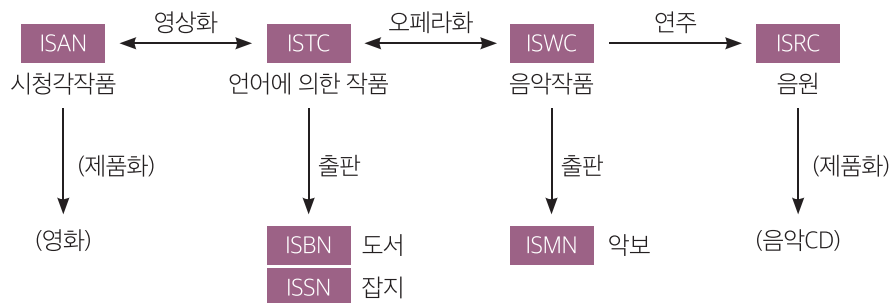 영상화 오페라화 연주
ISAN ISTC ISWC ISRC
시청각작품 언어에 의한 작품 음악작품 음원
(제품화) 출판 출판 (제품화)
(영화) ISBN 도서 ISMN 악보 (음악CD)
ISSN 잡지